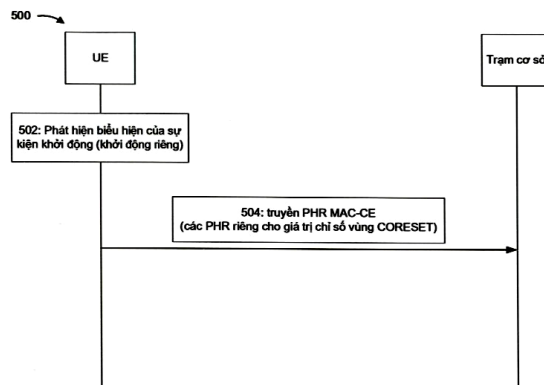 500
UE
Trạm cơ sở
502: Phát hiện biểu hiện của sự
kiện khởi động (khởi động riêng)
504: truyền PHR MAC-CE
(các PHR riêng cho giá trị chỉ số vùng CORESET)